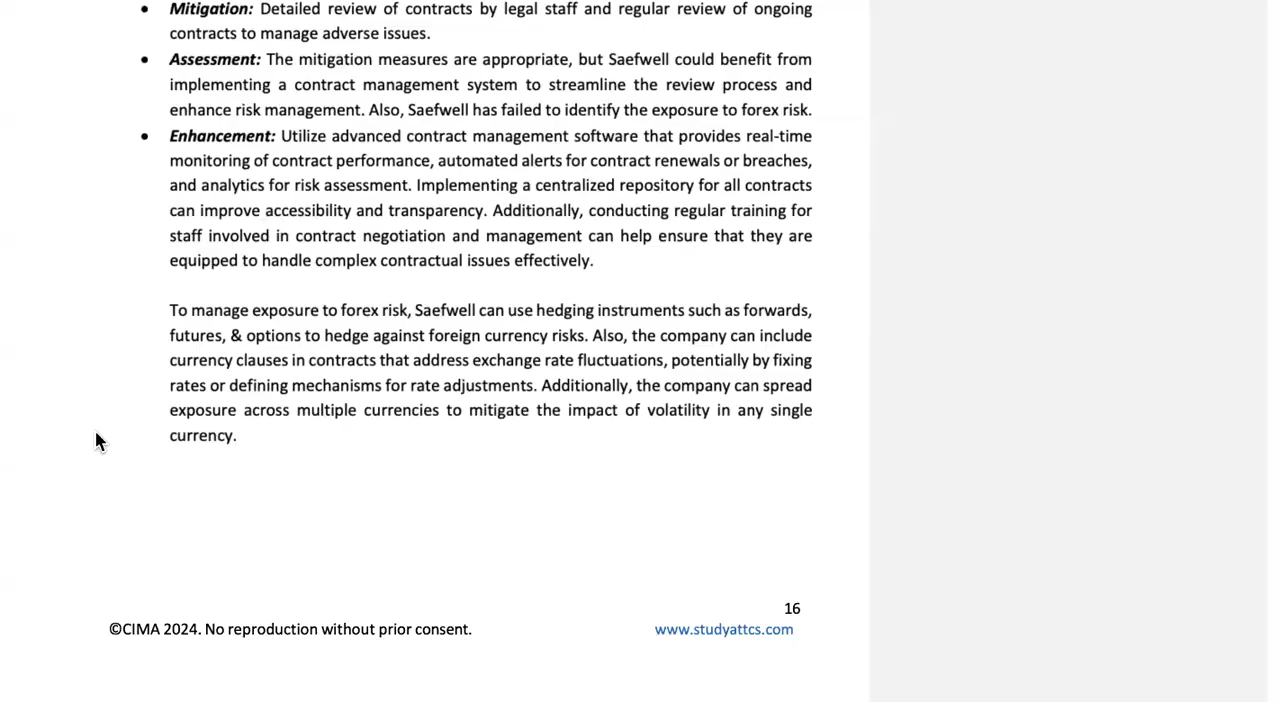 • Mitigation: Detailed review of contracts by legal staff and regular review of ongoing
contracts to manage adverse issues.
• Assessment: The mitigation measures are appropriate, but Saefwell could benefit from
implementing a contract management system to streamline the review process and
enhance risk management. Also, Saefwell has failed to identify the exposure to forex risk.
• Enhancement: Utilize advanced contract management software that provides real-time
monitoring of contract performance, automated alerts for contract renewals or breaches,
and analytics for risk assessment. Implementing a centralized repository for all contracts
can improve accessibility and transparency. Additionally, conducting regular training for
staff involved in contract negotiation and management can help ensure that they are
equipped to handle complex contractual issues effectively.
To manage exposure to forex risk, Saefwell can use hedging instruments such as forwards,
futures, & options to hedge against foreign currency risks. Also, the company can include
currency clauses in contracts that address exchange rate fluctuations, potentially by fixing
rates or defining mechanisms for rate adjustments. Additionally, the company can spread
exposure across multiple currencies to mitigate the impact of volatility in any single
currency.
16
©CIMA 2024. No reproduction without prior consent. www.studyattcs.com